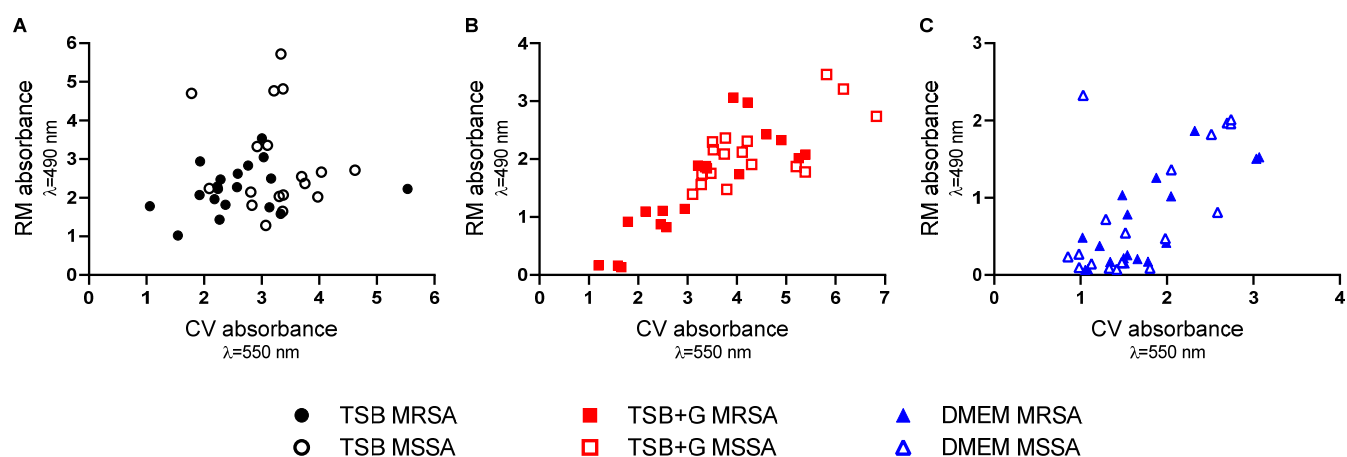 A
B
C
RM absorbance
λ=490 nm
6
5
4
3
2
1
0
0 1 2 3 4 5 6
CV absorbance
λ=550 nm
RM absorbance
λ=490 nm
4
3
2
1
0
0 1 2 3 4 5 6 7
CV absorbance
λ=550 nm
RM absorbance
λ=490 nm
3
2
1
0
0 1 2 3 4
CV absorbance
λ=550 nm
TSB MRSA
TSB MSSA
TSB+G MRSA
TSB+G MSSA
DMEM MRSA
DMEM MSSA